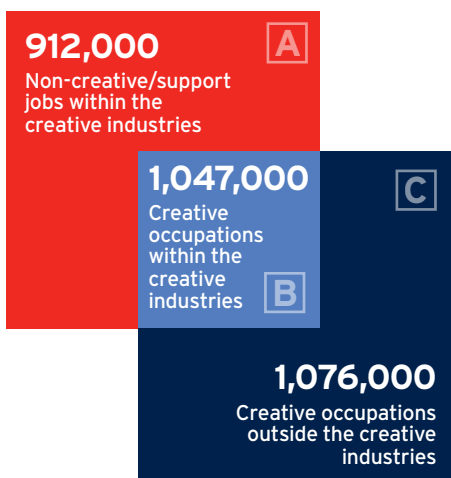 912,000
A
Non-creative/support
jobs within the
creative industries
1,047,000
C
Creative
occupations
within the
creative
industries
B
1,076,000
Creative occupations
outside the creative
industries